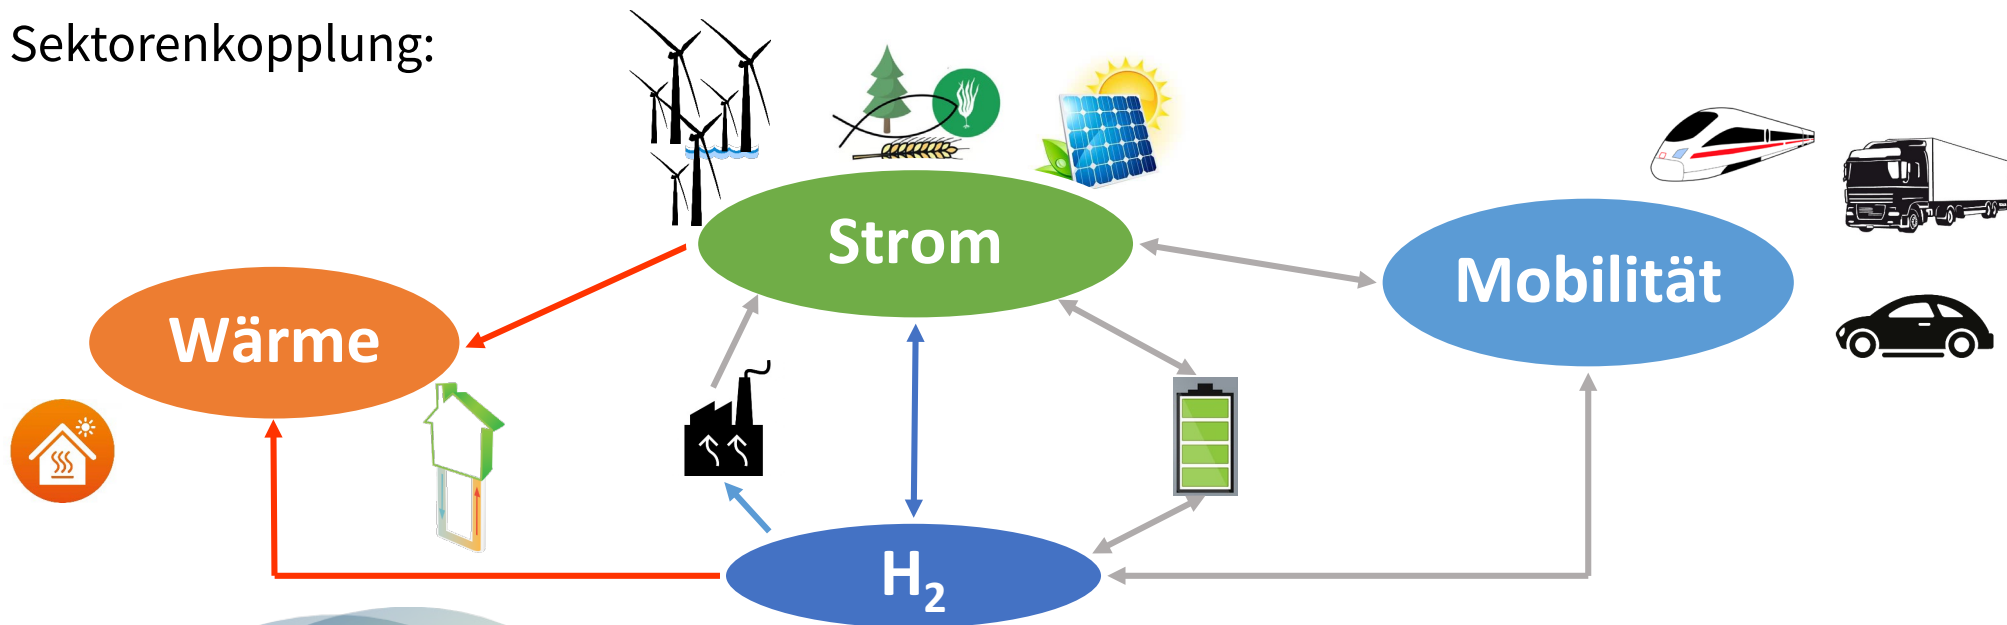 Sektorenkopplung:
Strom
Mobilität
Wärme
H₂